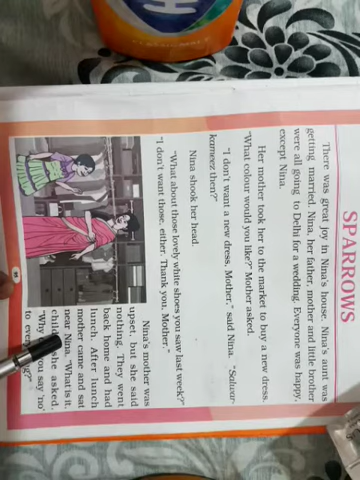 SPARROWS
There was great joy in Nina's house. Nina's aunt was
getting married. Nina, her father, mother and little brother
were all going to Delhi for a wedding. Everyone was happy,
except Nina.
Her mother took her to the market to buy a new dress.
"What colour would you like?" Mother asked.
"I don't want a new dress, Mother," said Nina. "Salwar-
kameez then?"
Nina shook her head.
"What about those lovely white shoes you saw last week?"
"I don't want those, either. Thank you, Mother."
Nina's mother was
upset, but she said
nothing. They went
back home and had
lunch. After lunch
mother came and sat
near Nina. "What is it,
child?" she asked.
"Why you say 'no'
to